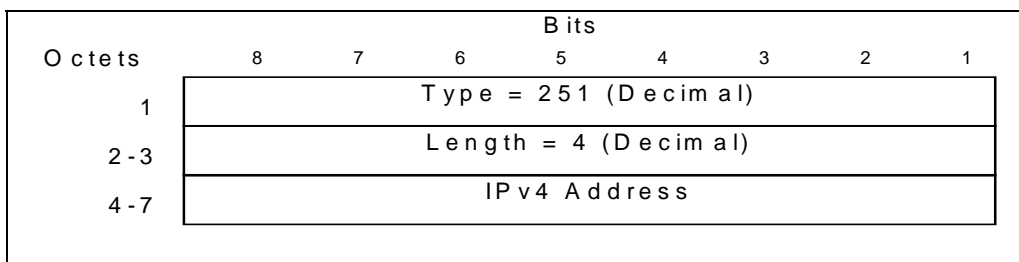 Bits
Octets 8 7 6 5 4 3 2 1
1 Type = 251 (Decimal)
2-3 Length = 4 (Decimal)
4-7 IPv4 Address